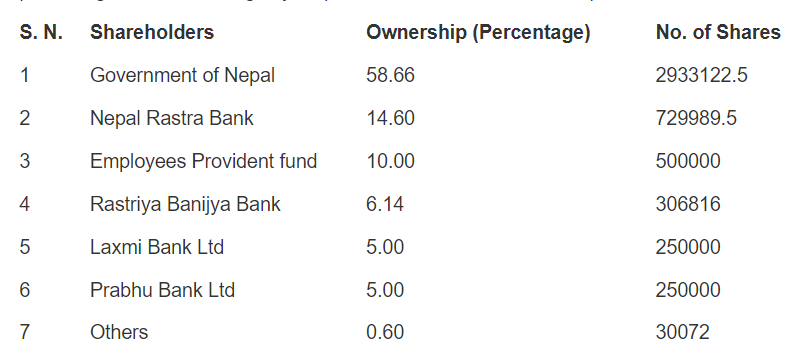 S. N. Shareholders Ownership (Percentage) No. of Shares
1 Government of Nepal 58.66 2933122.5
2 Nepal Rastra Bank 14.60 729989.5
3 Employees Provident fund 10.00 500000
4 Rastriya Banijya Bank 6.14 306816
5 Laxmi Bank Ltd 5.00 250000
6 Prabhu Bank Ltd 5.00 250000
7 Others 0.60 30072